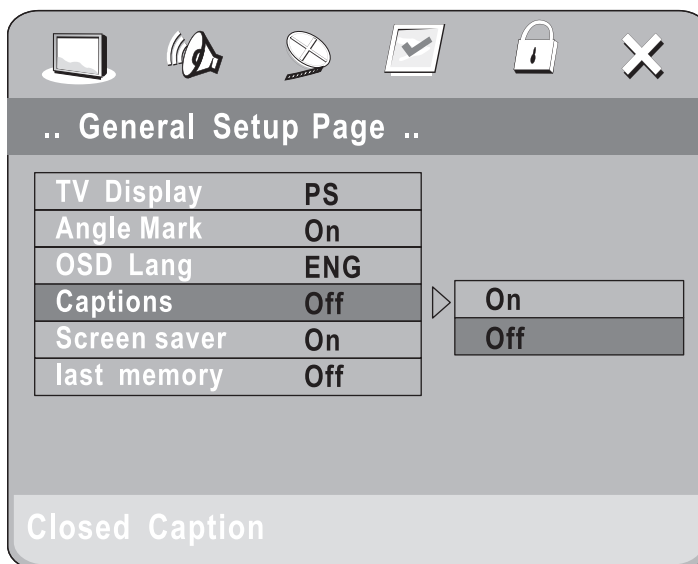 .. General Setup Page ..
TV Display PS
Angle Mark On
OSD Lang ENG
Captions Off
On
Screen saver On
Off
last memory Off
Closed Caption